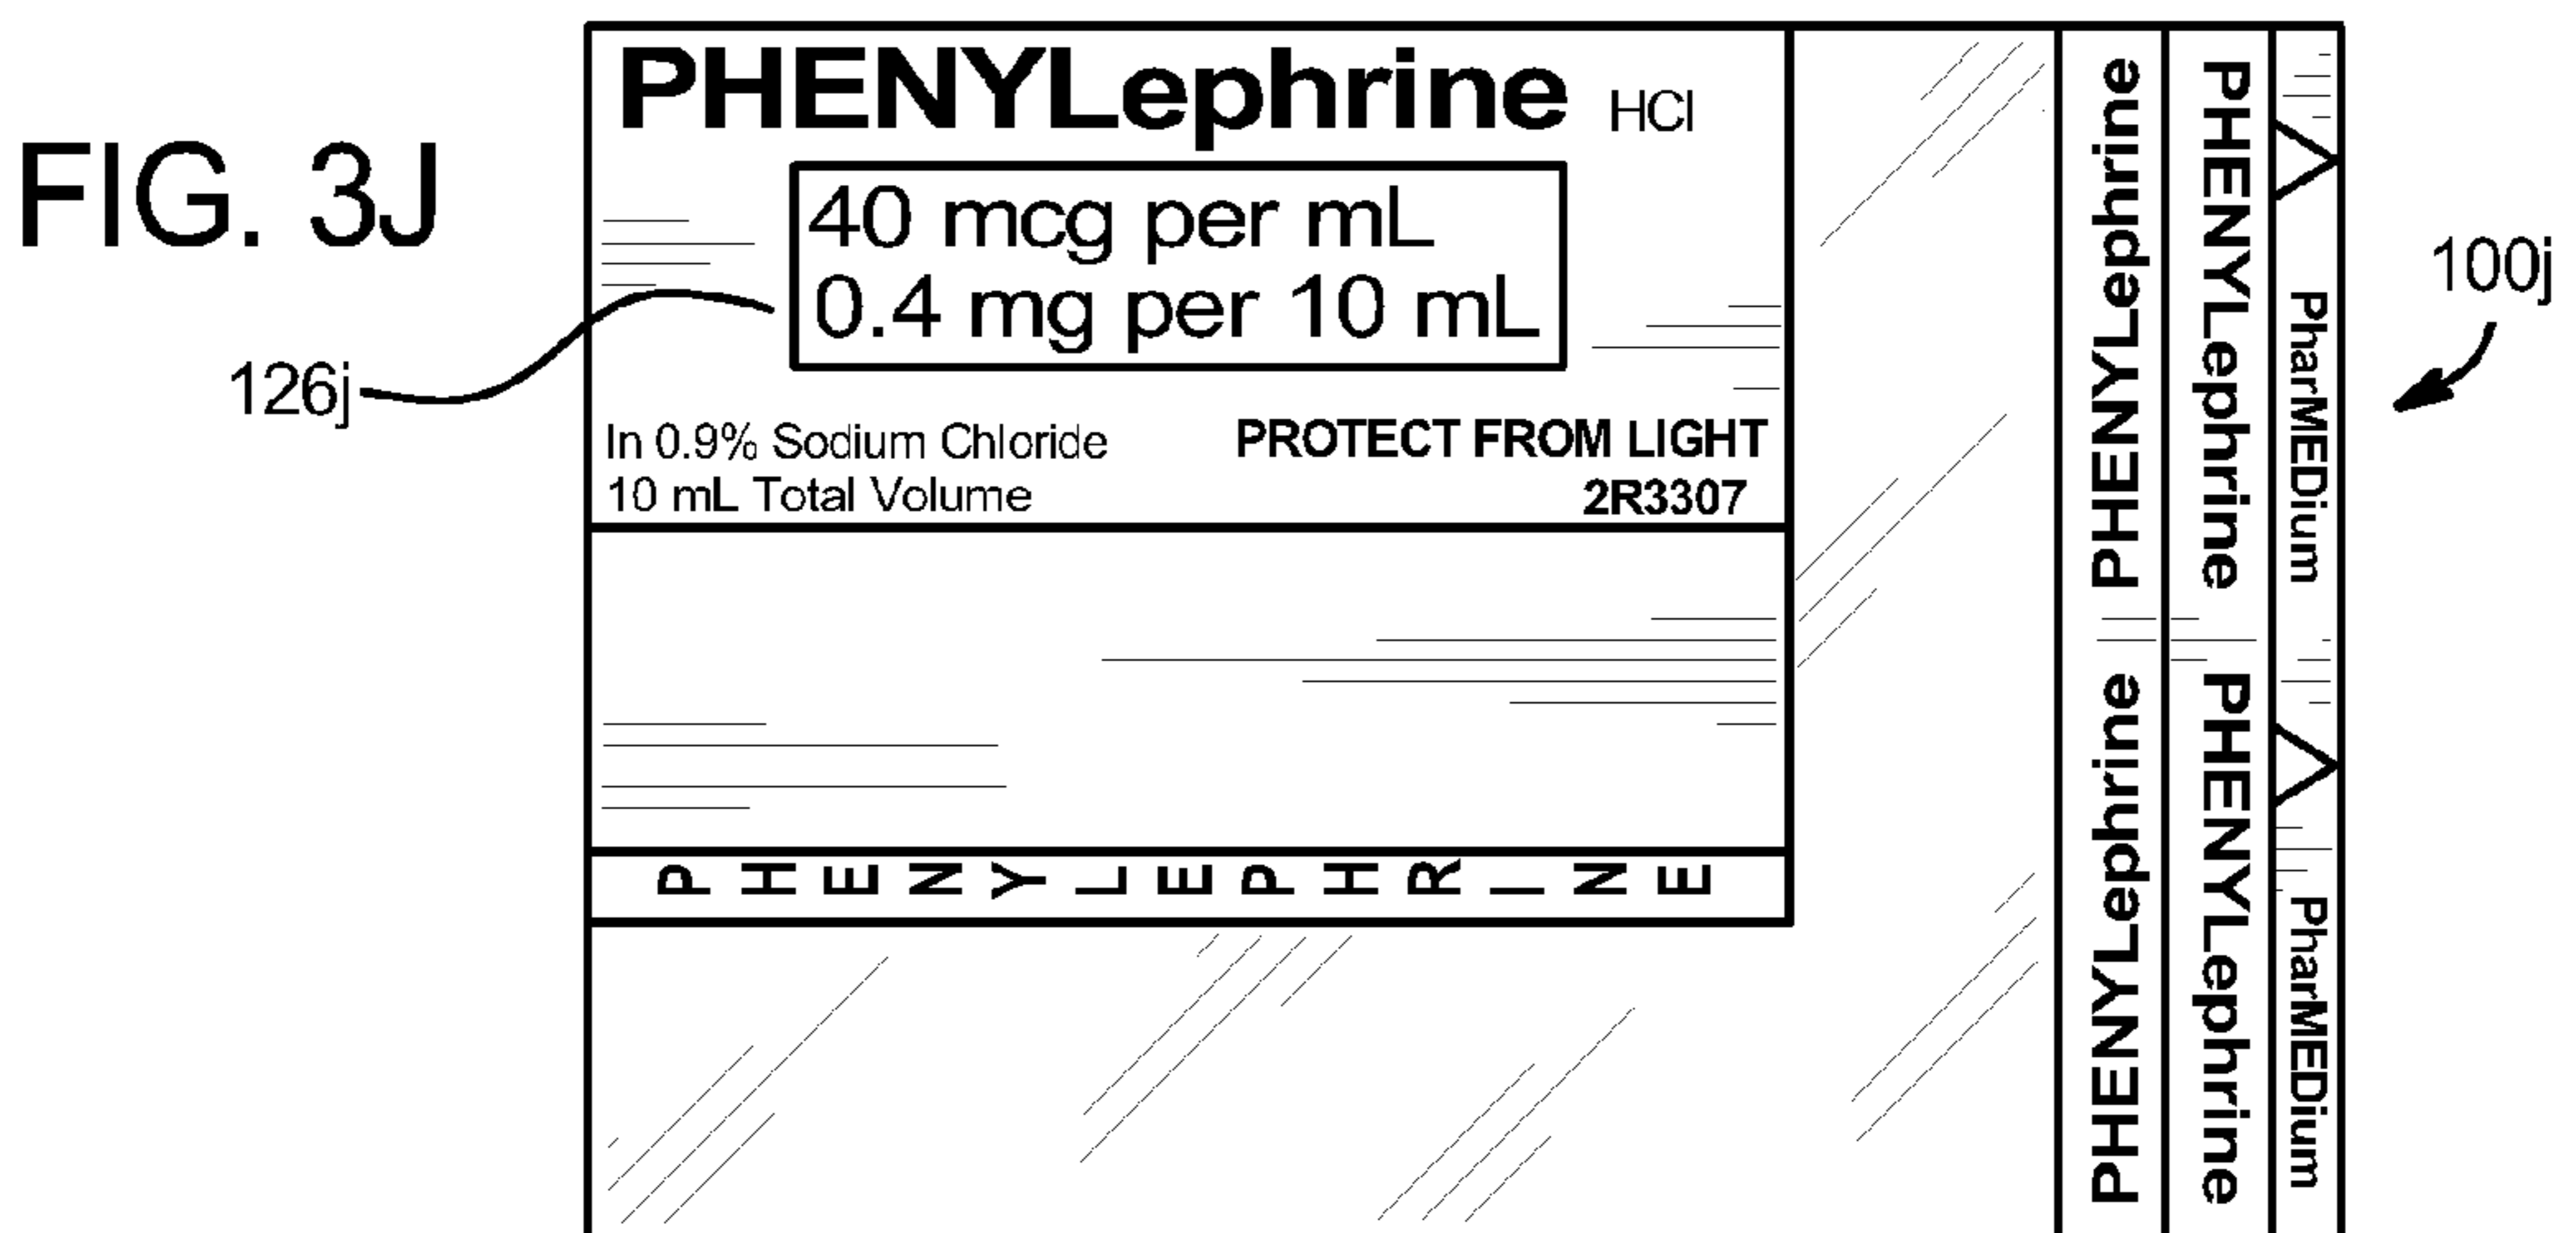 FIG. 3J
PHENYLephrine HCl
40 mcg per mL
0.4 mg per 10 mL
126j
100j
In 0.9% Sodium Chloride
10 mL Total Volume
PROTECT FROM LIGHT
2R3307
PHENYLEPHRINE
PHENYLephrine
PHENYLephrine
PHENYLephrine
PHENYLephrine
PharMEDium
PharMEDium